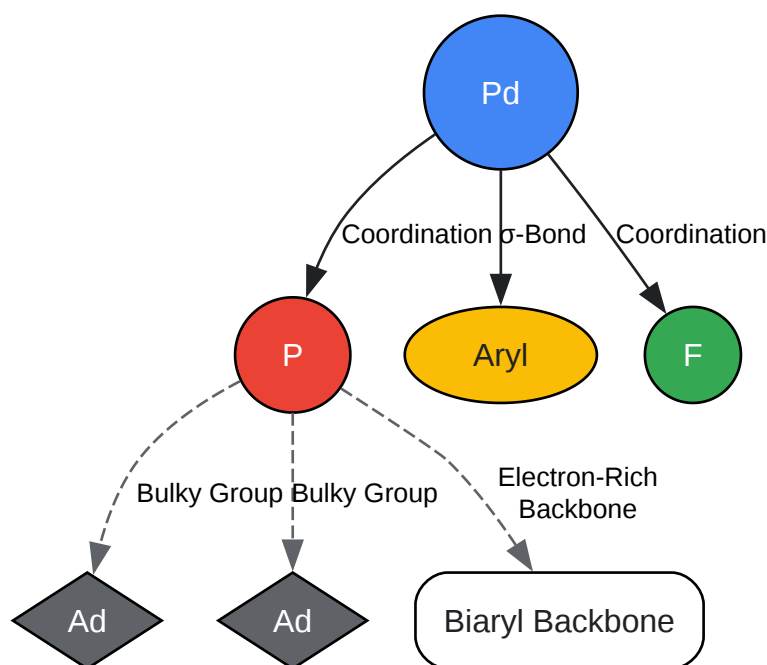 Pd
Coordination
σ-Bond
Coordination
P
Aryl
F
Bulky Group
Bulky Group
Electron-Rich
Backbone
Ad
Ad
Biaryl Backbone